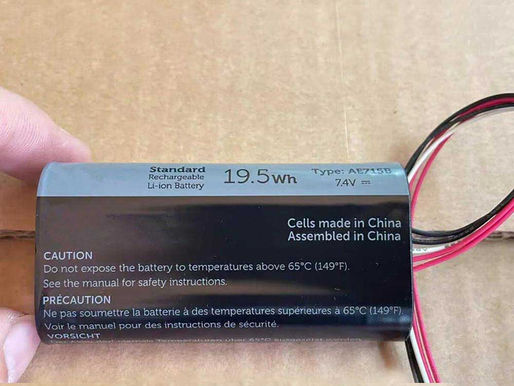 Standard
Rechargeable
Li-ion Battery
19.5Wh
Type: AE715B
7.4V ⎓
Cells made in China
Assembled in China
CAUTION
Do not expose the battery to temperatures above 65°C (149°F).
See the manual for safety instructions.
PRÉCAUTION
Ne pas soumettre la batterie à des temperatures supérieures à 65°C (149°F)
Voir le manuel pour des instructions de sécurité.
VORSICHT